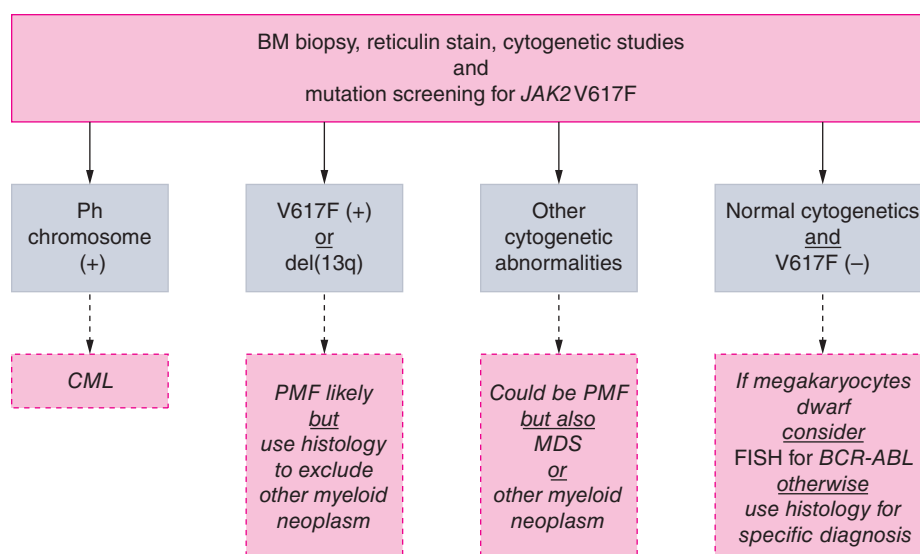 BM biopsy, reticulin stain, cytogenetic studies
and
mutation screening for JAK2 V617F
Ph
chromosome
(+)
V617F (+)
or
del(13q)
Other
cytogenetic
abnormalities
Normal cytogenetics
and
V617F (–)
CML
PMF likely
but
use histology
to exclude
other myeloid
neoplasm
Could be PMF
but also
MDS
or
other myeloid
neoplasm
If megakaryocytes
dwarf
consider
FISH for BCR-ABL
otherwise
use histology for
specific diagnosis